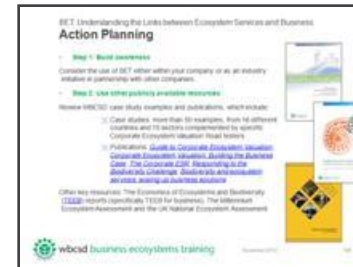 BET: Understanding the Links between Ecosystem Services and Business
Action Planning
Step 1: Build awareness
Consider the use of BET either within your company or as an industry
initiative in partnership with other companies.
Step 2: Use other publicly available resources
Review WBCSD case study examples and publications, which include:
Case studies: more than 50 examples, from 16 different
countries and 15 sectors complemented by specific
Corporate Ecosystem Valuation Road testers
Publications: Guide to Corporate Ecosystem Valuation,
Corporate Ecosystem Valuation: Building the Business
Case, The Corporate ESR, Responding to the
Biodiversity Challenge, Biodiversity and ecosystem
services: scaling up business solutions
Other key resources: The Economics of Ecosystems and Biodiversity
(TEEB) reports (specifically TEEB for business), The Millennium
Ecosystem Assessment and the UK National Ecosystem Assessment
wbcsd business ecosystems training